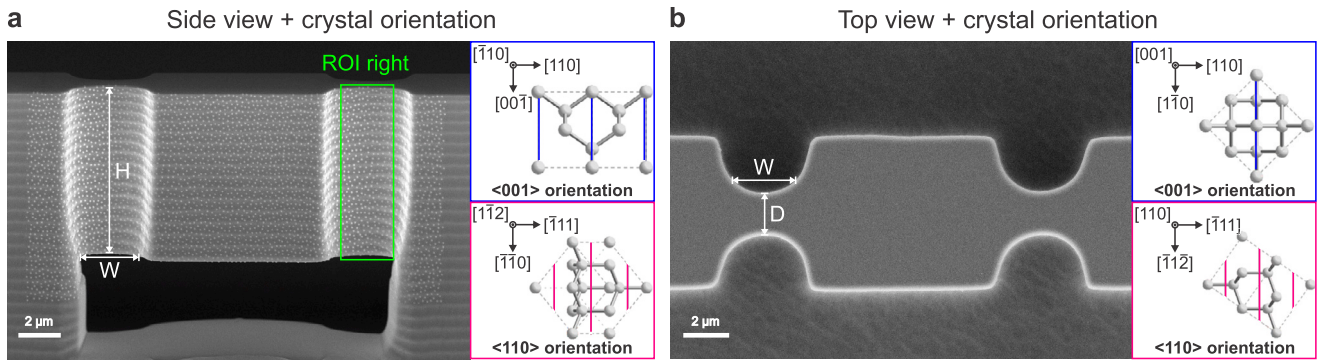 a Side view + crystal orientation
ROI right
H
W
2 µm
[1̄10]
[110]
[001̄]
<001> orientation
[11̄2]
[1̄11]
[1̄1̄0]
<110> orientation
b Top view + crystal orientation
W
D
2 µm
[001]
[110]
[11̄0]
<001> orientation
[110]
[1̄11]
[1̄12̄]
<110> orientation